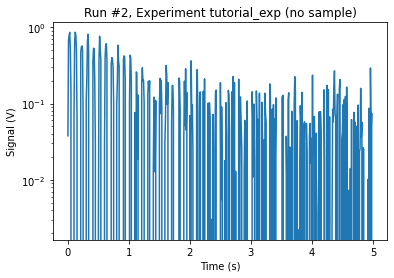 Run #2, Experiment tutorial_exp (no sample)
Signal (V)
10⁰
10⁻¹
10⁻²
0 1 2 3 4 5
Time (s)